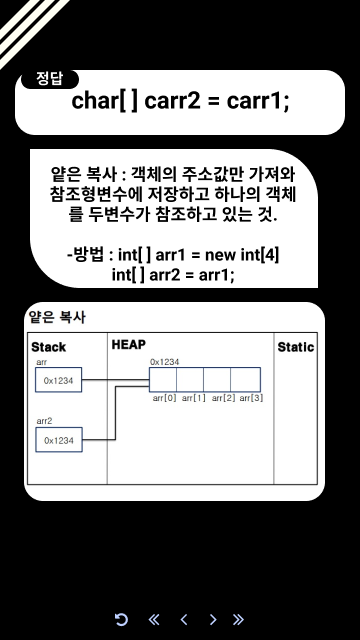 정답
char[ ] carr2 = carr1;
얕은 복사 : 객체의 주소값만 가져와
참조형변수에 저장하고 하나의 객체
를 두변수가 참조하고 있는 것.
-방법 : int[ ] arr1 = new int[4]
int[ ] arr2 = arr1;
얕은 복사
Stack
HEAP
Static
arr
0x1234
0x1234
arr[0] arr[1] arr[2] arr[3]
arr2
0x1234